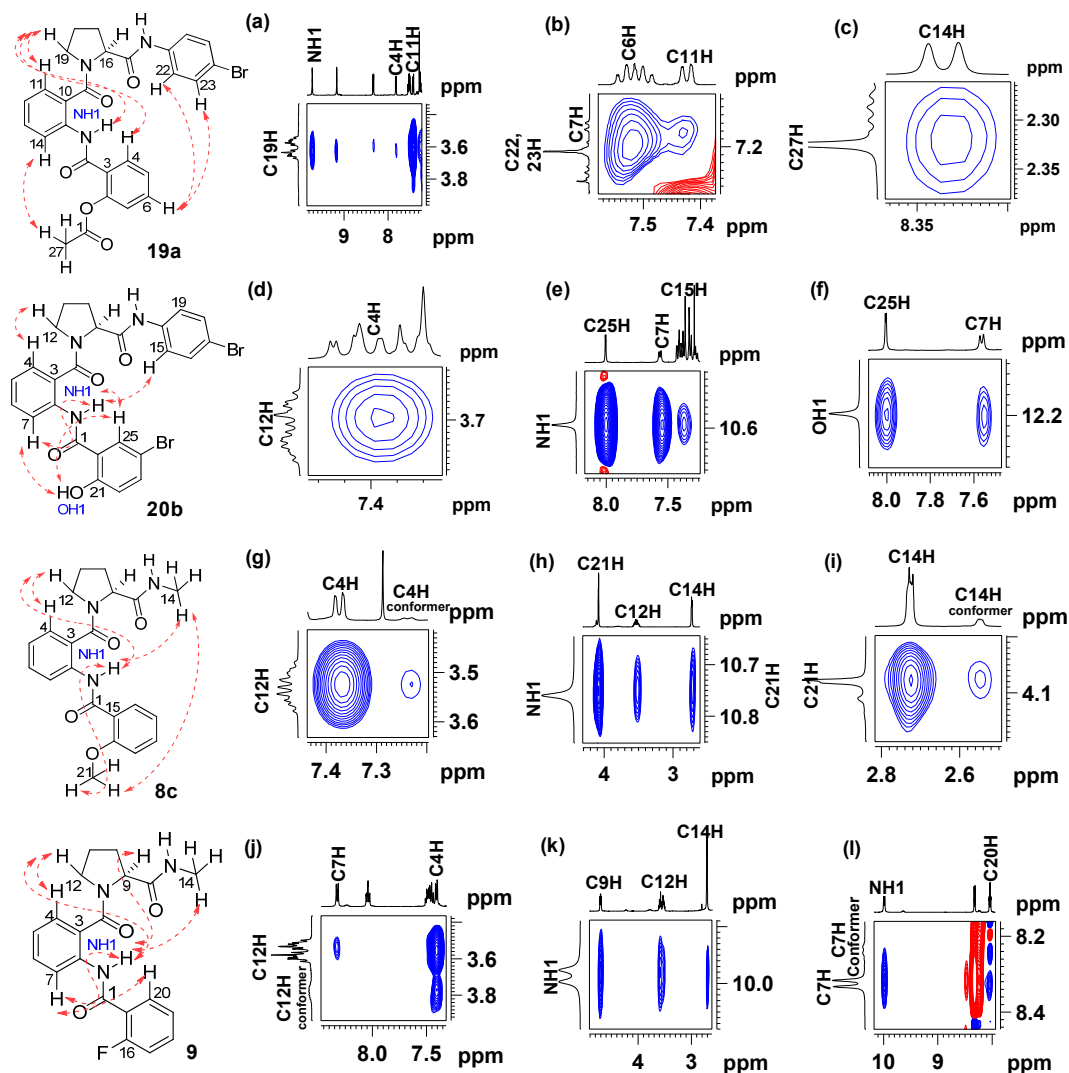 (a)
(b)
(c)
H
H
N
H
19
16
O
22
23
Br
H
H
H
11
10
N
O
NH1
H
N
14
H
H
4
O
3
6
H
O
H
1
O
27
H
H
19a
NH1
C4H
C11H
ppm
C19H
3.6
3.8
9
8
ppm
C6H
C11H
ppm
C22,
23H
C7H
7.2
7.5
7.4
ppm
C14H
ppm
C27H
2.30
2.35
8.35
ppm
(d)
(e)
(f)
H
H
H
N
19
12
O
15
H
Br
H
4
3
N
O
NH1
H
N
7
H
H
1
25
Br
O
HO
21
OH1
20b
C4H
ppm
C12H
3.7
7.4
ppm
C15H
C25H
C7H
ppm
NH1
10.6
8.0
7.5
ppm
C25H
C7H
ppm
OH1
12.2
8.0
7.8
7.6
ppm
(g)
(h)
(i)
H
H
H
H
N
H
12
14
O
H
H
4
3
N
O
NH1
H
N
1
15
O
O
21
H
H
H
8c
C4H
C4H
conformer
ppm
C12H
3.5
3.6
7.4
7.3
ppm
C21H
C14H
C12H
ppm
NH1
10.7
10.8
4
3
ppm
C14H
C14H
conformer
ppm
C21H
4.1
2.8
2.6
ppm
(j)
(k)
(l)
H
H
H
H
H
N
H
12
9
14
O
H
H
4
3
N
O
NH1
H
N
7
H
H
1
20
O
F
16
9
C7H
C4H
ppm
C12H
C12H
conformer
3.6
3.8
8.0
7.5
ppm
C14H
C9H
C12H
ppm
NH1
10.0
4
3
ppm
NH1
C20H
ppm
C7H
C7H
Conformer
8.2
8.4
10
9
ppm